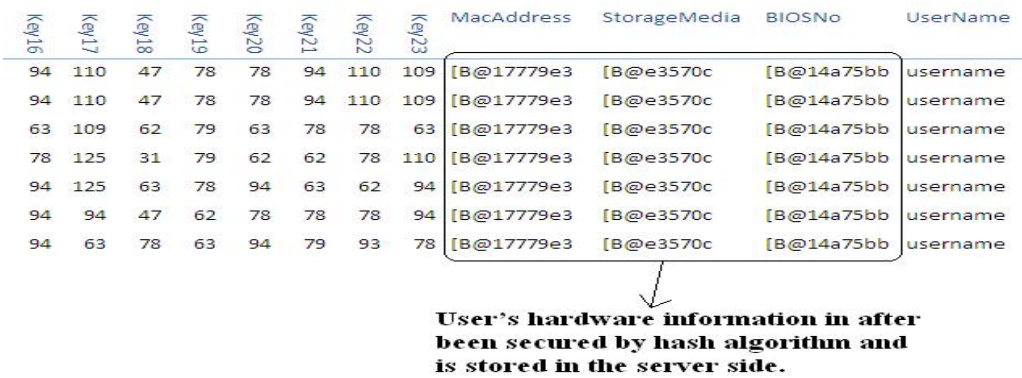 Key16 Key17 Key18 Key19 Key20 Key21 Key22 Key23 MacAddress StorageMedia BIOSNo UserName
94 110 47 78 78 94 110 109 [B@17779e3 [B@e3570c [B@14a75bb username
94 110 47 78 78 94 110 109 [B@17779e3 [B@e3570c [B@14a75bb username
63 109 62 79 63 78 78 63 [B@17779e3 [B@e3570c [B@14a75bb username
78 125 31 79 62 62 78 110 [B@17779e3 [B@e3570c [B@14a75bb username
94 125 63 78 94 63 62 94 [B@17779e3 [B@e3570c [B@14a75bb username
94 94 47 62 78 78 78 94 [B@17779e3 [B@e3570c [B@14a75bb username
94 63 78 63 94 79 93 78 [B@17779e3 [B@e3570c [B@14a75bb username
User's hardware information in after
been secured by hash algorithm and
is stored in the server side.